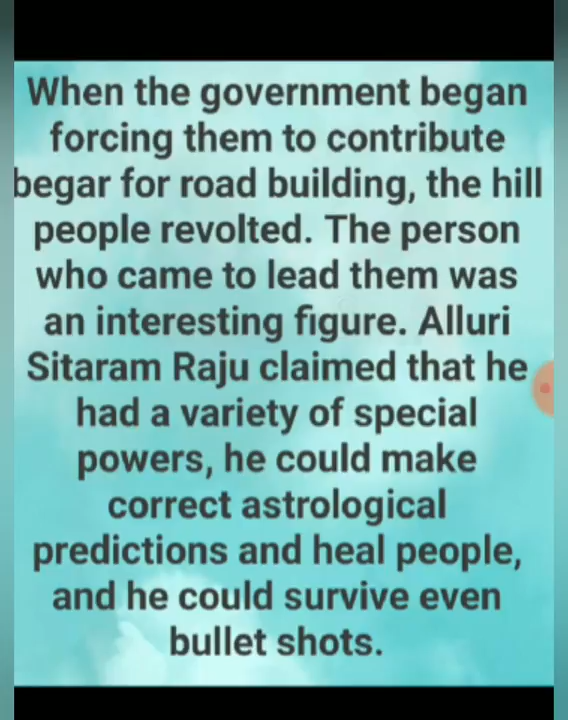 When the government began
forcing them to contribute
begar for road building, the hill
people revolted. The person
who came to lead them was
an interesting figure. Alluri
Sitaram Raju claimed that he
had a variety of special
powers, he could make
correct astrological
predictions and heal people,
and he could survive even
bullet shots.